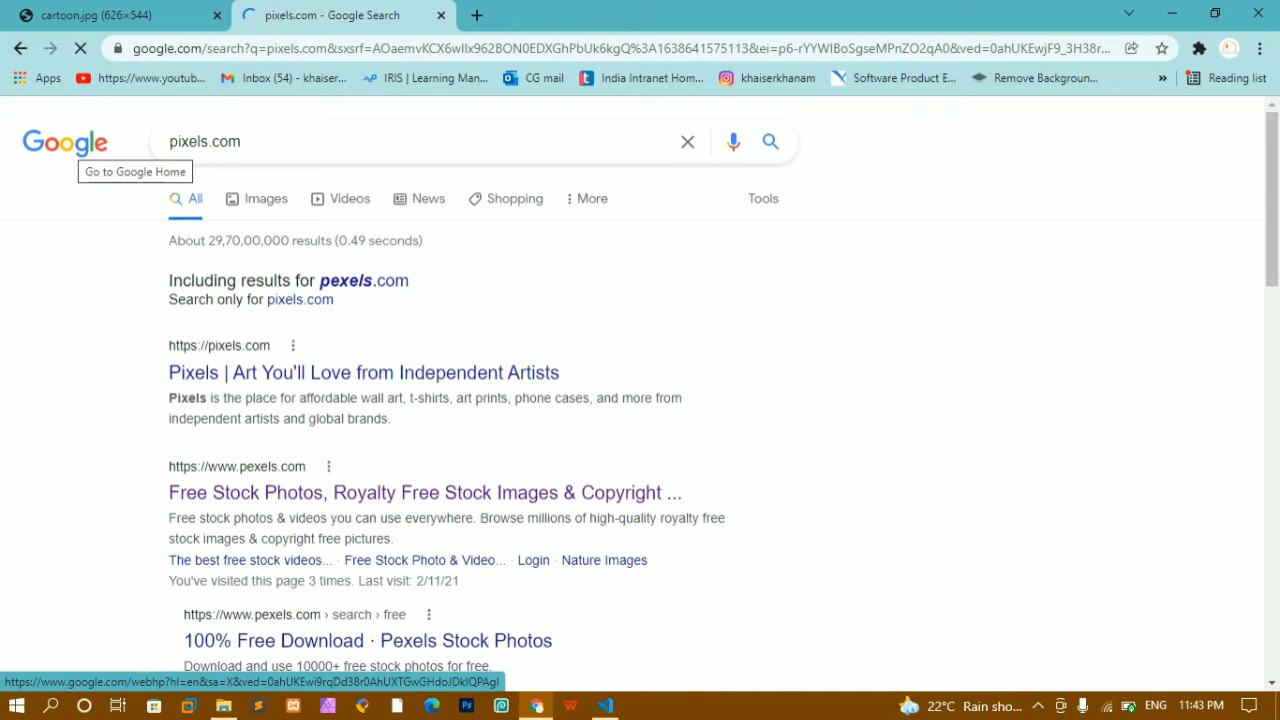 cartoon.jpg (626×544)
pixels.com - Google Search
google.com/search?q=pixels.com&sxsrf=AOaemvKCX6wIIx962BON0EDXGhPbUk6kgQ%3A1638641575113&ei=p6-rYYWIBoSgseMPnZO2qA0&ved=0ahUKEwjF9_3H38r...
Apps
https://www.youtub...
Inbox (54) - khaiser...
IRIS | Learning Man...
CG mail
India Intranet Hom...
khaiserkhanam
Software Product E...
Remove Backgroun...
»
Reading list
Google
pixels.com
Go to Google Home
All
Images
Videos
News
Shopping
More
Tools
About 29,70,00,000 results (0.49 seconds)
Including results for pexels.com
Search only for pixels.com
https://pixels.com
Pixels | Art You'll Love from Independent Artists
Pixels is the place for affordable wall art, t-shirts, art prints, phone cases, and more from
independent artists and global brands.
https://www.pexels.com
Free Stock Photos, Royalty Free Stock Images & Copyright ...
Free stock photos & videos you can use everywhere. Browse millions of high-quality royalty free
stock images & copyright free pictures.
The best free stock videos... · Free Stock Photo & Video... · Login · Nature Images
You've visited this page 3 times. Last visit: 2/11/21
https://www.pexels.com › search › free
100% Free Download · Pexels Stock Photos
Download and use 10000+ free stock photos for free.
https://www.google.com/webhp?hl=en&sa=X&ved=0ahUKEwi9rqDd38r0AhUXTGwGHdoJDkIQPAgI
22°C Rain sho...
ENG
11:43 PM